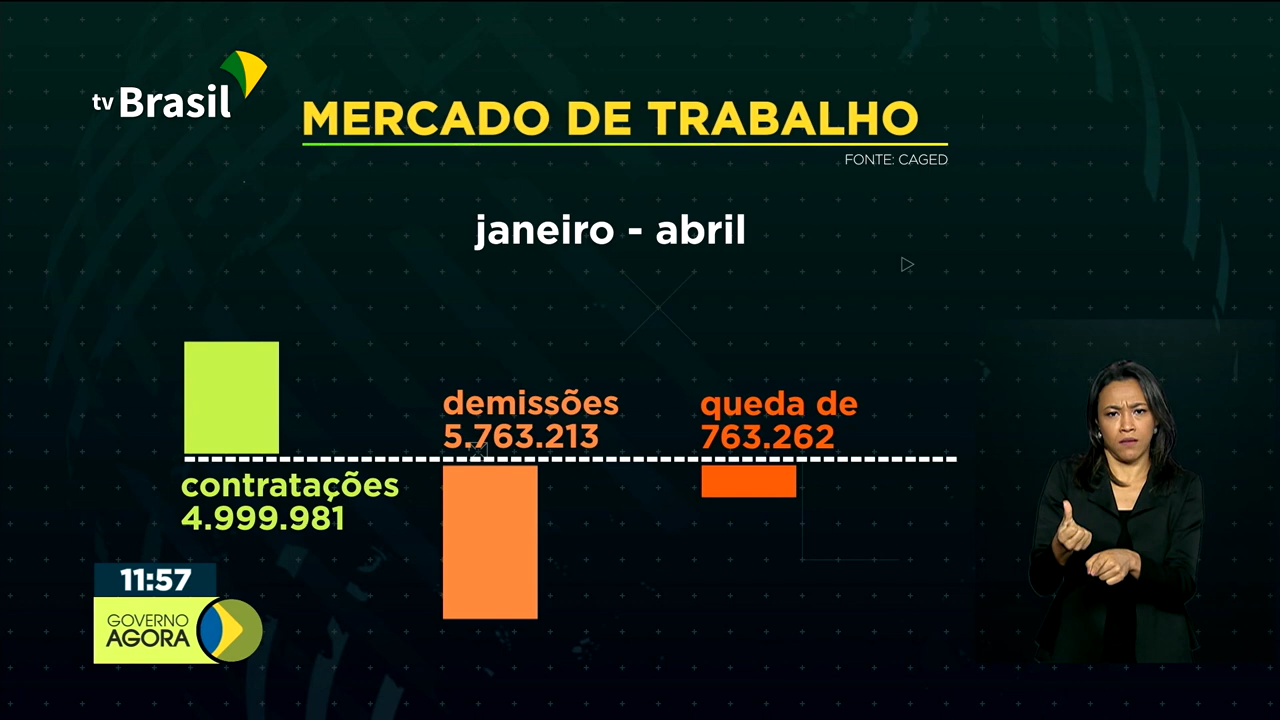 tv Brasil
MERCADO DE TRABALHO
FONTE: CAGED
janeiro - abril
demissões
5.763.213
queda de
763.262
contratações
4.999.981
11:57
GOVERNO
AGORA